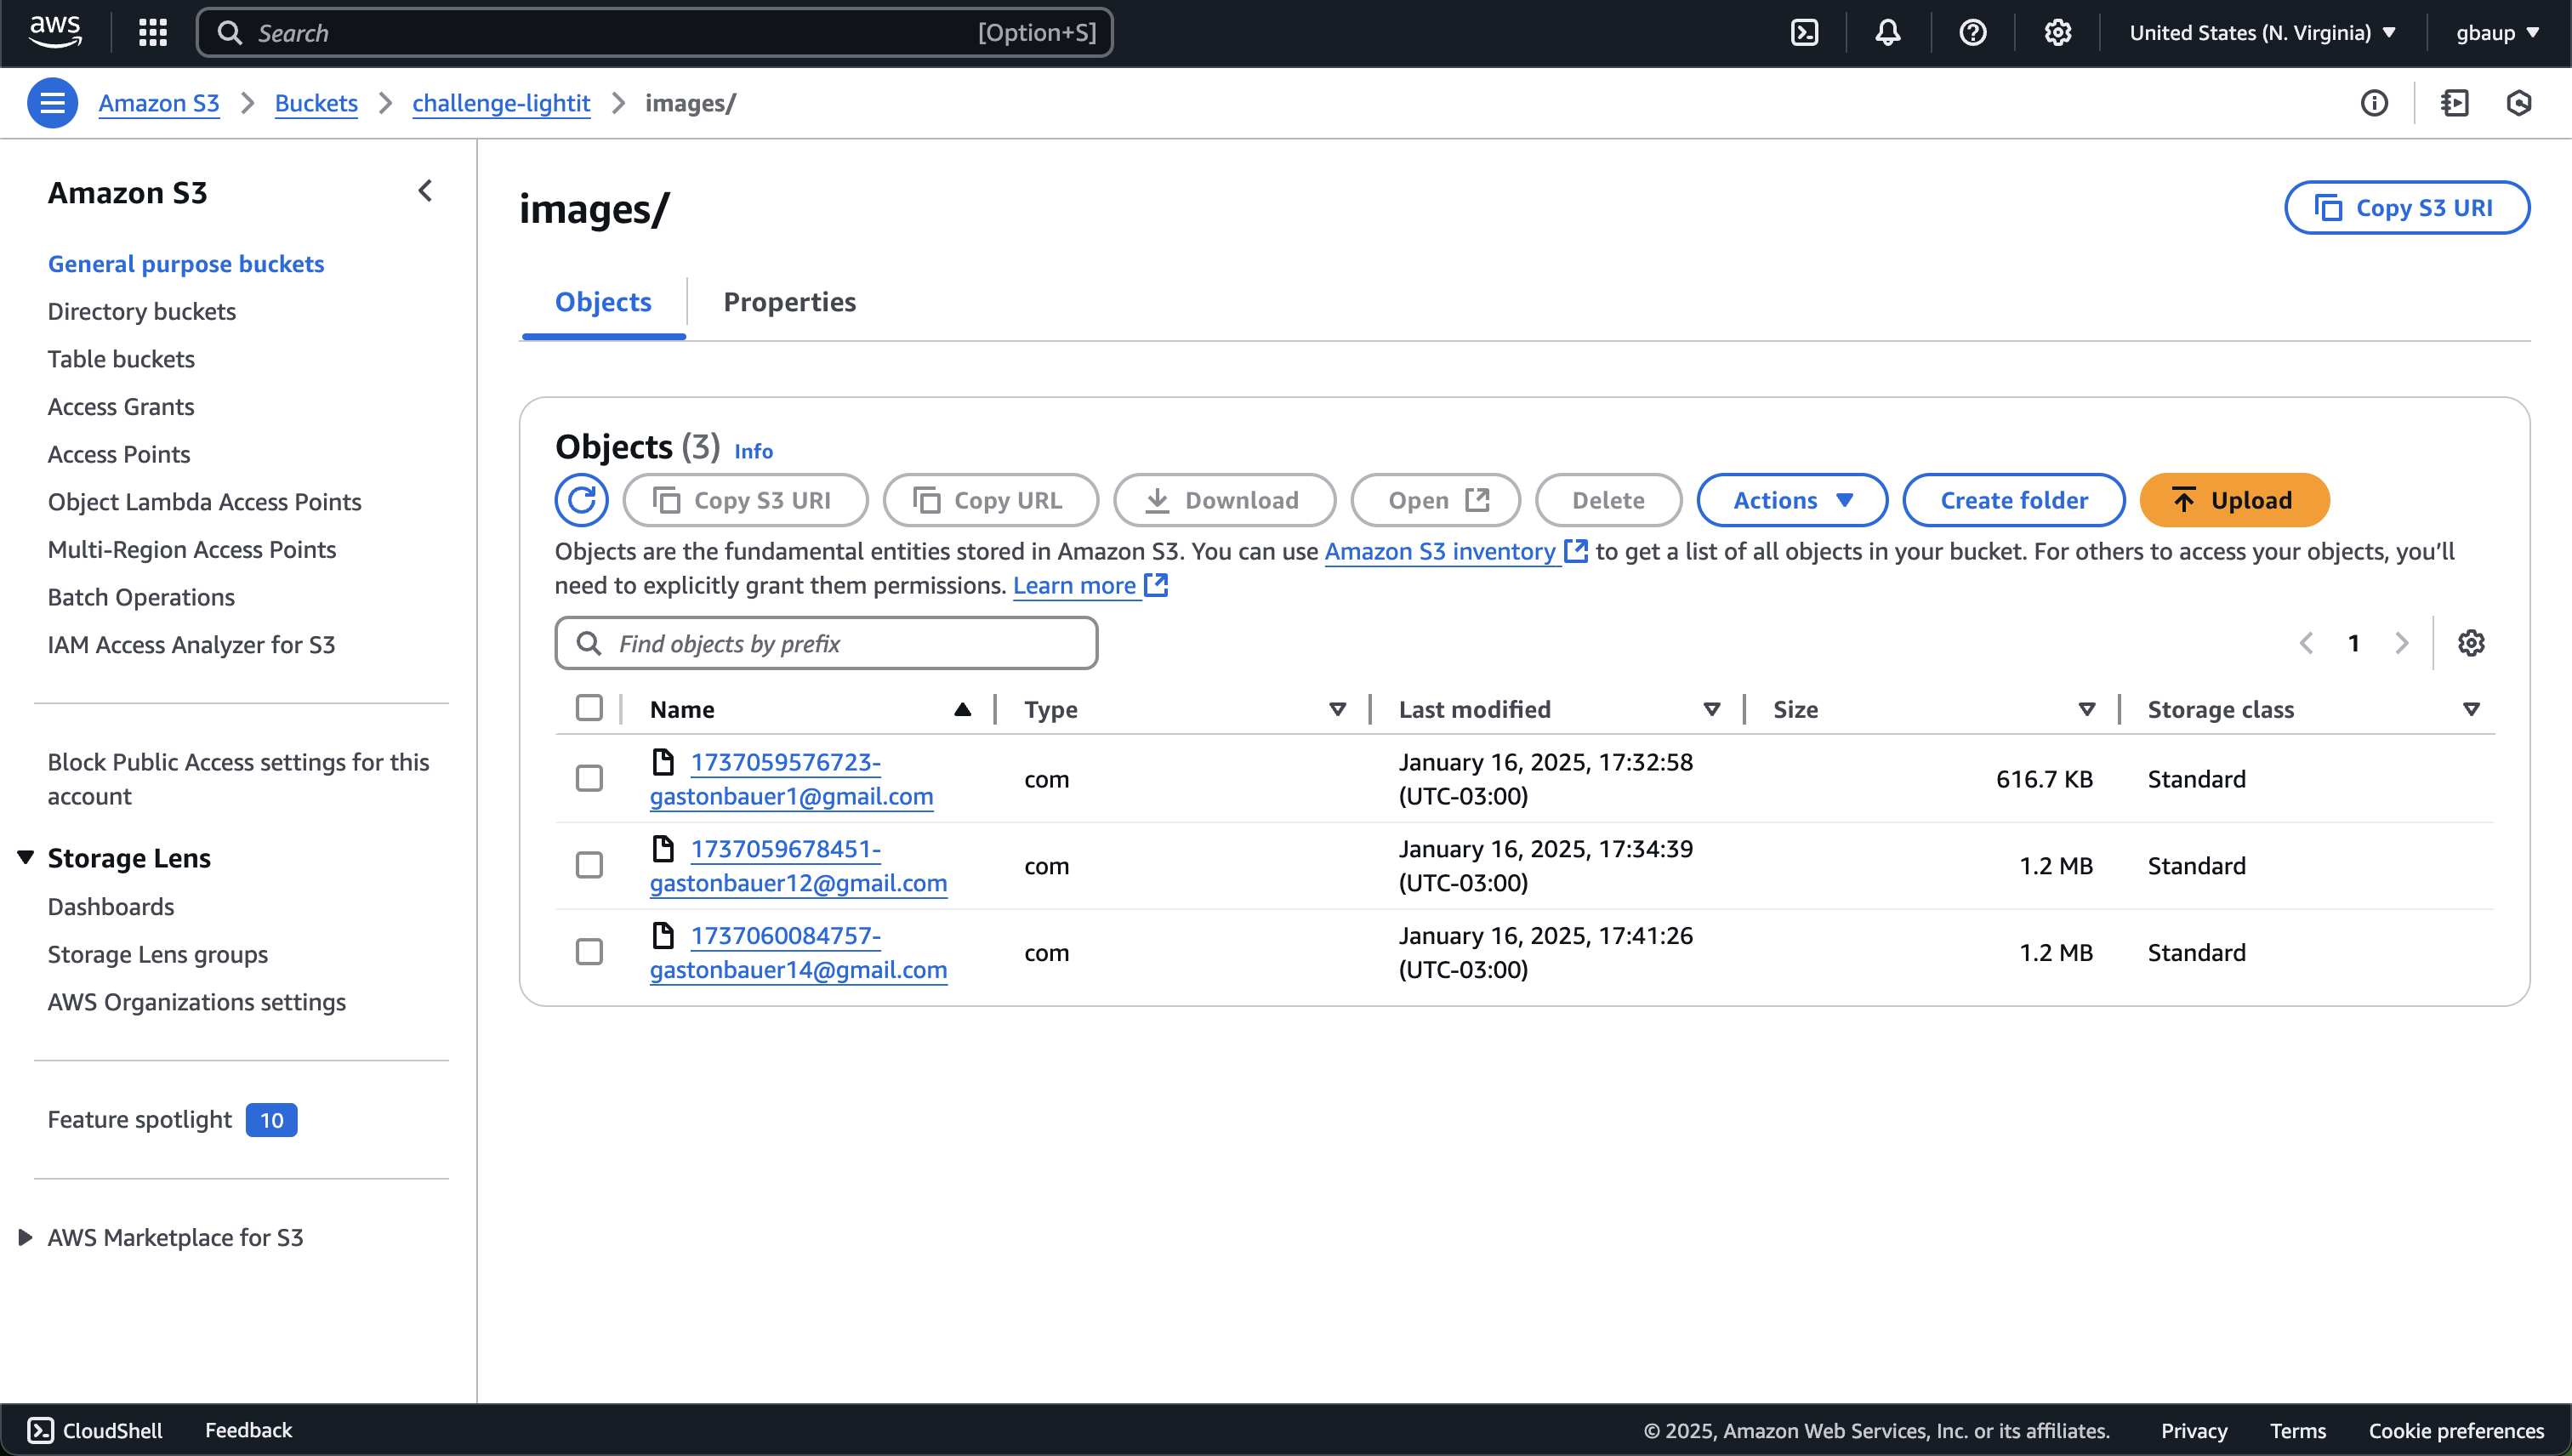 aws
Search [Option+S]
United States (N. Virginia)
gbaup
Amazon S3
Buckets
challenge-lightit
images/
Amazon S3
General purpose buckets
Directory buckets
Table buckets
Access Grants
Access Points
Object Lambda Access Points
Multi-Region Access Points
Batch Operations
IAM Access Analyzer for S3
Block Public Access settings for this
account
Storage Lens
Dashboards
Storage Lens groups
AWS Organizations settings
Feature spotlight 10
AWS Marketplace for S3
images/
Copy S3 URI
Objects
Properties
Objects (3) Info
Copy S3 URI
Copy URL
Download
Open
Delete
Actions
Create folder
Upload
Objects are the fundamental entities stored in Amazon S3. You can use Amazon S3 inventory to get a list of all objects in your bucket. For others to access your objects, you’ll
need to explicitly grant them permissions. Learn more
Find objects by prefix
1
Name Type Last modified Size Storage class
1737059576723-
gastonbauer1@gmail.com
com
January 16, 2025, 17:32:58
(UTC-03:00)
616.7 KB
Standard
1737059678451-
gastonbauer12@gmail.com
com
January 16, 2025, 17:34:39
(UTC-03:00)
1.2 MB
Standard
1737060084757-
gastonbauer14@gmail.com
com
January 16, 2025, 17:41:26
(UTC-03:00)
1.2 MB
Standard
CloudShell
Feedback
© 2025, Amazon Web Services, Inc. or its affiliates.
Privacy
Terms
Cookie preferences